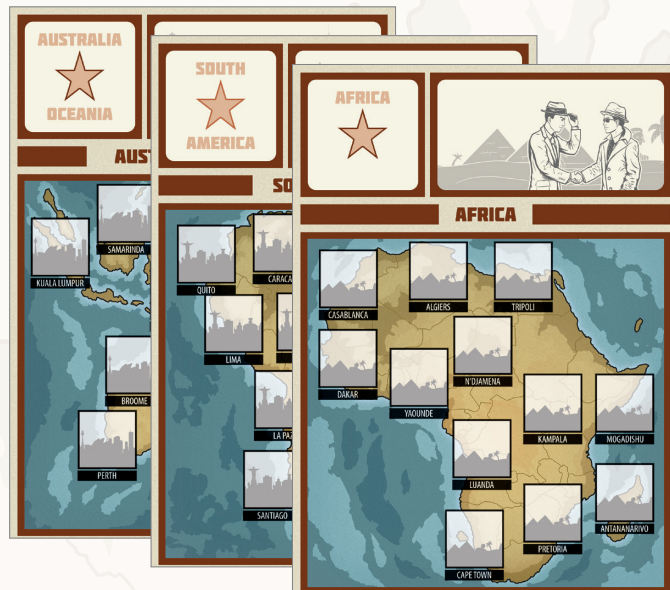 AUSTRALIA
OCEANIA
AUS
SAMARINDA
KUALA LUMPUR
BROOME
PERTH
SOUTH
AMERICA
SO
CARACA
QUITO
LIMA
LA PAZ
SANTIAGO
AFRICA
AFRICA
CASABLANCA
ALGIERS
TRIPOLI
DAKAR
N'DJAMENA
YAOUNDE
KAMPALA
MOGADISHU
LUANDA
ANTANANARIVO
PRETORIA
CAPE TOWN